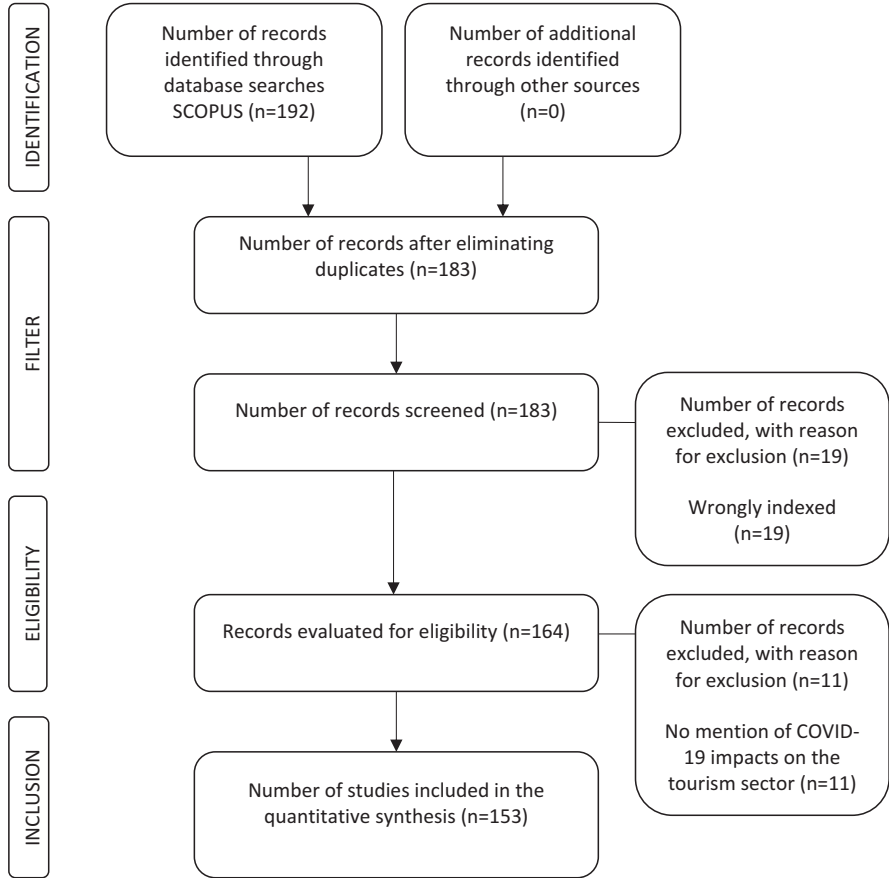 IDENTIFICATION
Number of records
identified through
database searches
SCOPUS (n=192)
Number of additional
records identified
through other sources
(n=0)
FILTER
Number of records after eliminating
duplicates (n=183)
Number of records screened (n=183)
Number of records
excluded, with reason
for exclusion (n=19)
Wrongly indexed
(n=19)
ELIGIBILITY
Records evaluated for eligibility (n=164)
Number of records
excluded, with reason
for exclusion (n=11)
No mention of COVID-
19 impacts on the
tourism sector (n=11)
INCLUSION
Number of studies included in the
quantitative synthesis (n=153)